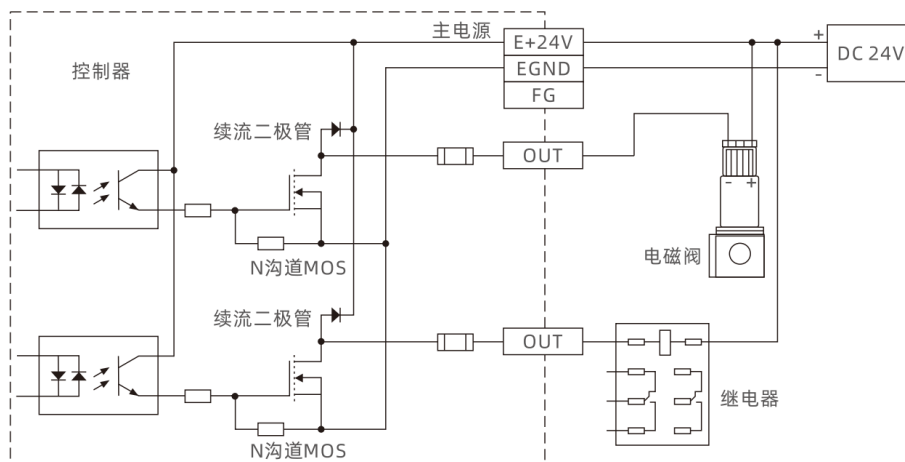 主电源
E+24V
+
DC 24V
控制器
EGND
-
FG
续流二极管
OUT
- +
N沟道MOS
电磁阀
续流二极管
OUT
继电器
N沟道MOS